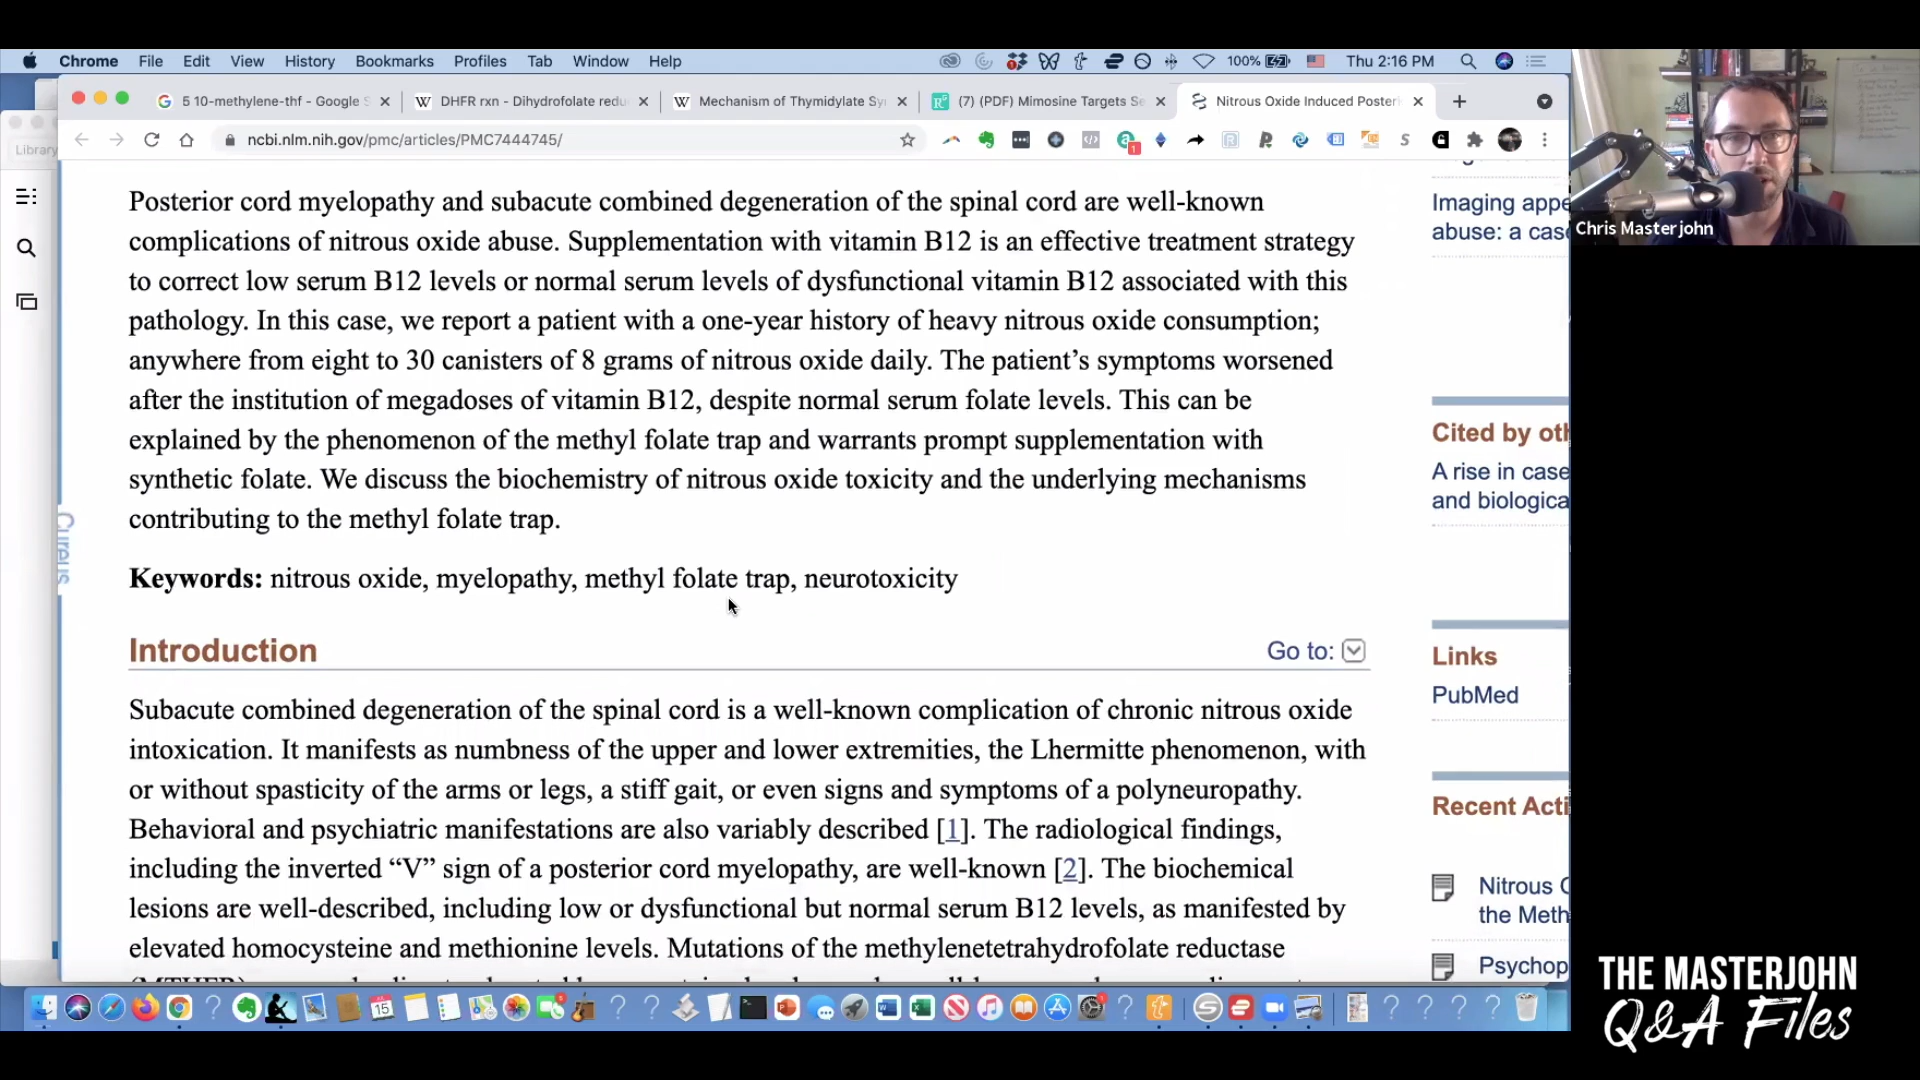 Chrome File Edit View History Bookmarks Profiles Tab Window Help 100% Thu 2:16 PM
5 10-methylene-thf - Google S
DHFR rxn - Dihydrofolate redu
Mechanism of Thymidylate Sy
(7) (PDF) Mimosine Targets Se
Nitrous Oxide Induced Poster
Library
ncbi.nlm.nih.gov/pmc/articles/PMC7444745/
Posterior cord myelopathy and subacute combined degeneration of the spinal cord are well-known
complications of nitrous oxide abuse. Supplementation with vitamin B12 is an effective treatment strategy
to correct low serum B12 levels or normal serum levels of dysfunctional vitamin B12 associated with this
pathology. In this case, we report a patient with a one-year history of heavy nitrous oxide consumption;
anywhere from eight to 30 canisters of 8 grams of nitrous oxide daily. The patient’s symptoms worsened
after the institution of megadoses of vitamin B12, despite normal serum folate levels. This can be
explained by the phenomenon of the methyl folate trap and warrants prompt supplementation with
synthetic folate. We discuss the biochemistry of nitrous oxide toxicity and the underlying mechanisms
contributing to the methyl folate trap.
Keywords: nitrous oxide, myelopathy, methyl folate trap, neurotoxicity
Introduction
Go to:
Subacute combined degeneration of the spinal cord is a well-known complication of chronic nitrous oxide
intoxication. It manifests as numbness of the upper and lower extremities, the Lhermitte phenomenon, with
or without spasticity of the arms or legs, a stiff gait, or even signs and symptoms of a polyneuropathy.
Behavioral and psychiatric manifestations are also variably described [1]. The radiological findings,
including the inverted “V” sign of a posterior cord myelopathy, are well-known [2]. The biochemical
lesions are well-described, including low or dysfunctional but normal serum B12 levels, as manifested by
elevated homocysteine and methionine levels. Mutations of the methylenetetrahydrofolate reductase
Cureus
Imaging appe
abuse: a cas
Cited by oth
A rise in case
and biologica
Links
PubMed
Recent Acti
Nitrous O
the Meth
Psychop
Chris Masterjohn
THE MASTERJOHN
Q&A Files